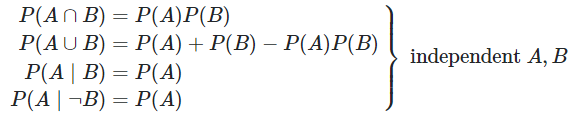 P(A ∩ B) = P(A)P(B)
P(A ∪ B) = P(A) + P(B) − P(A)P(B)
P(A | B) = P(A)
P(A | ¬B) = P(A)
} independent A, B